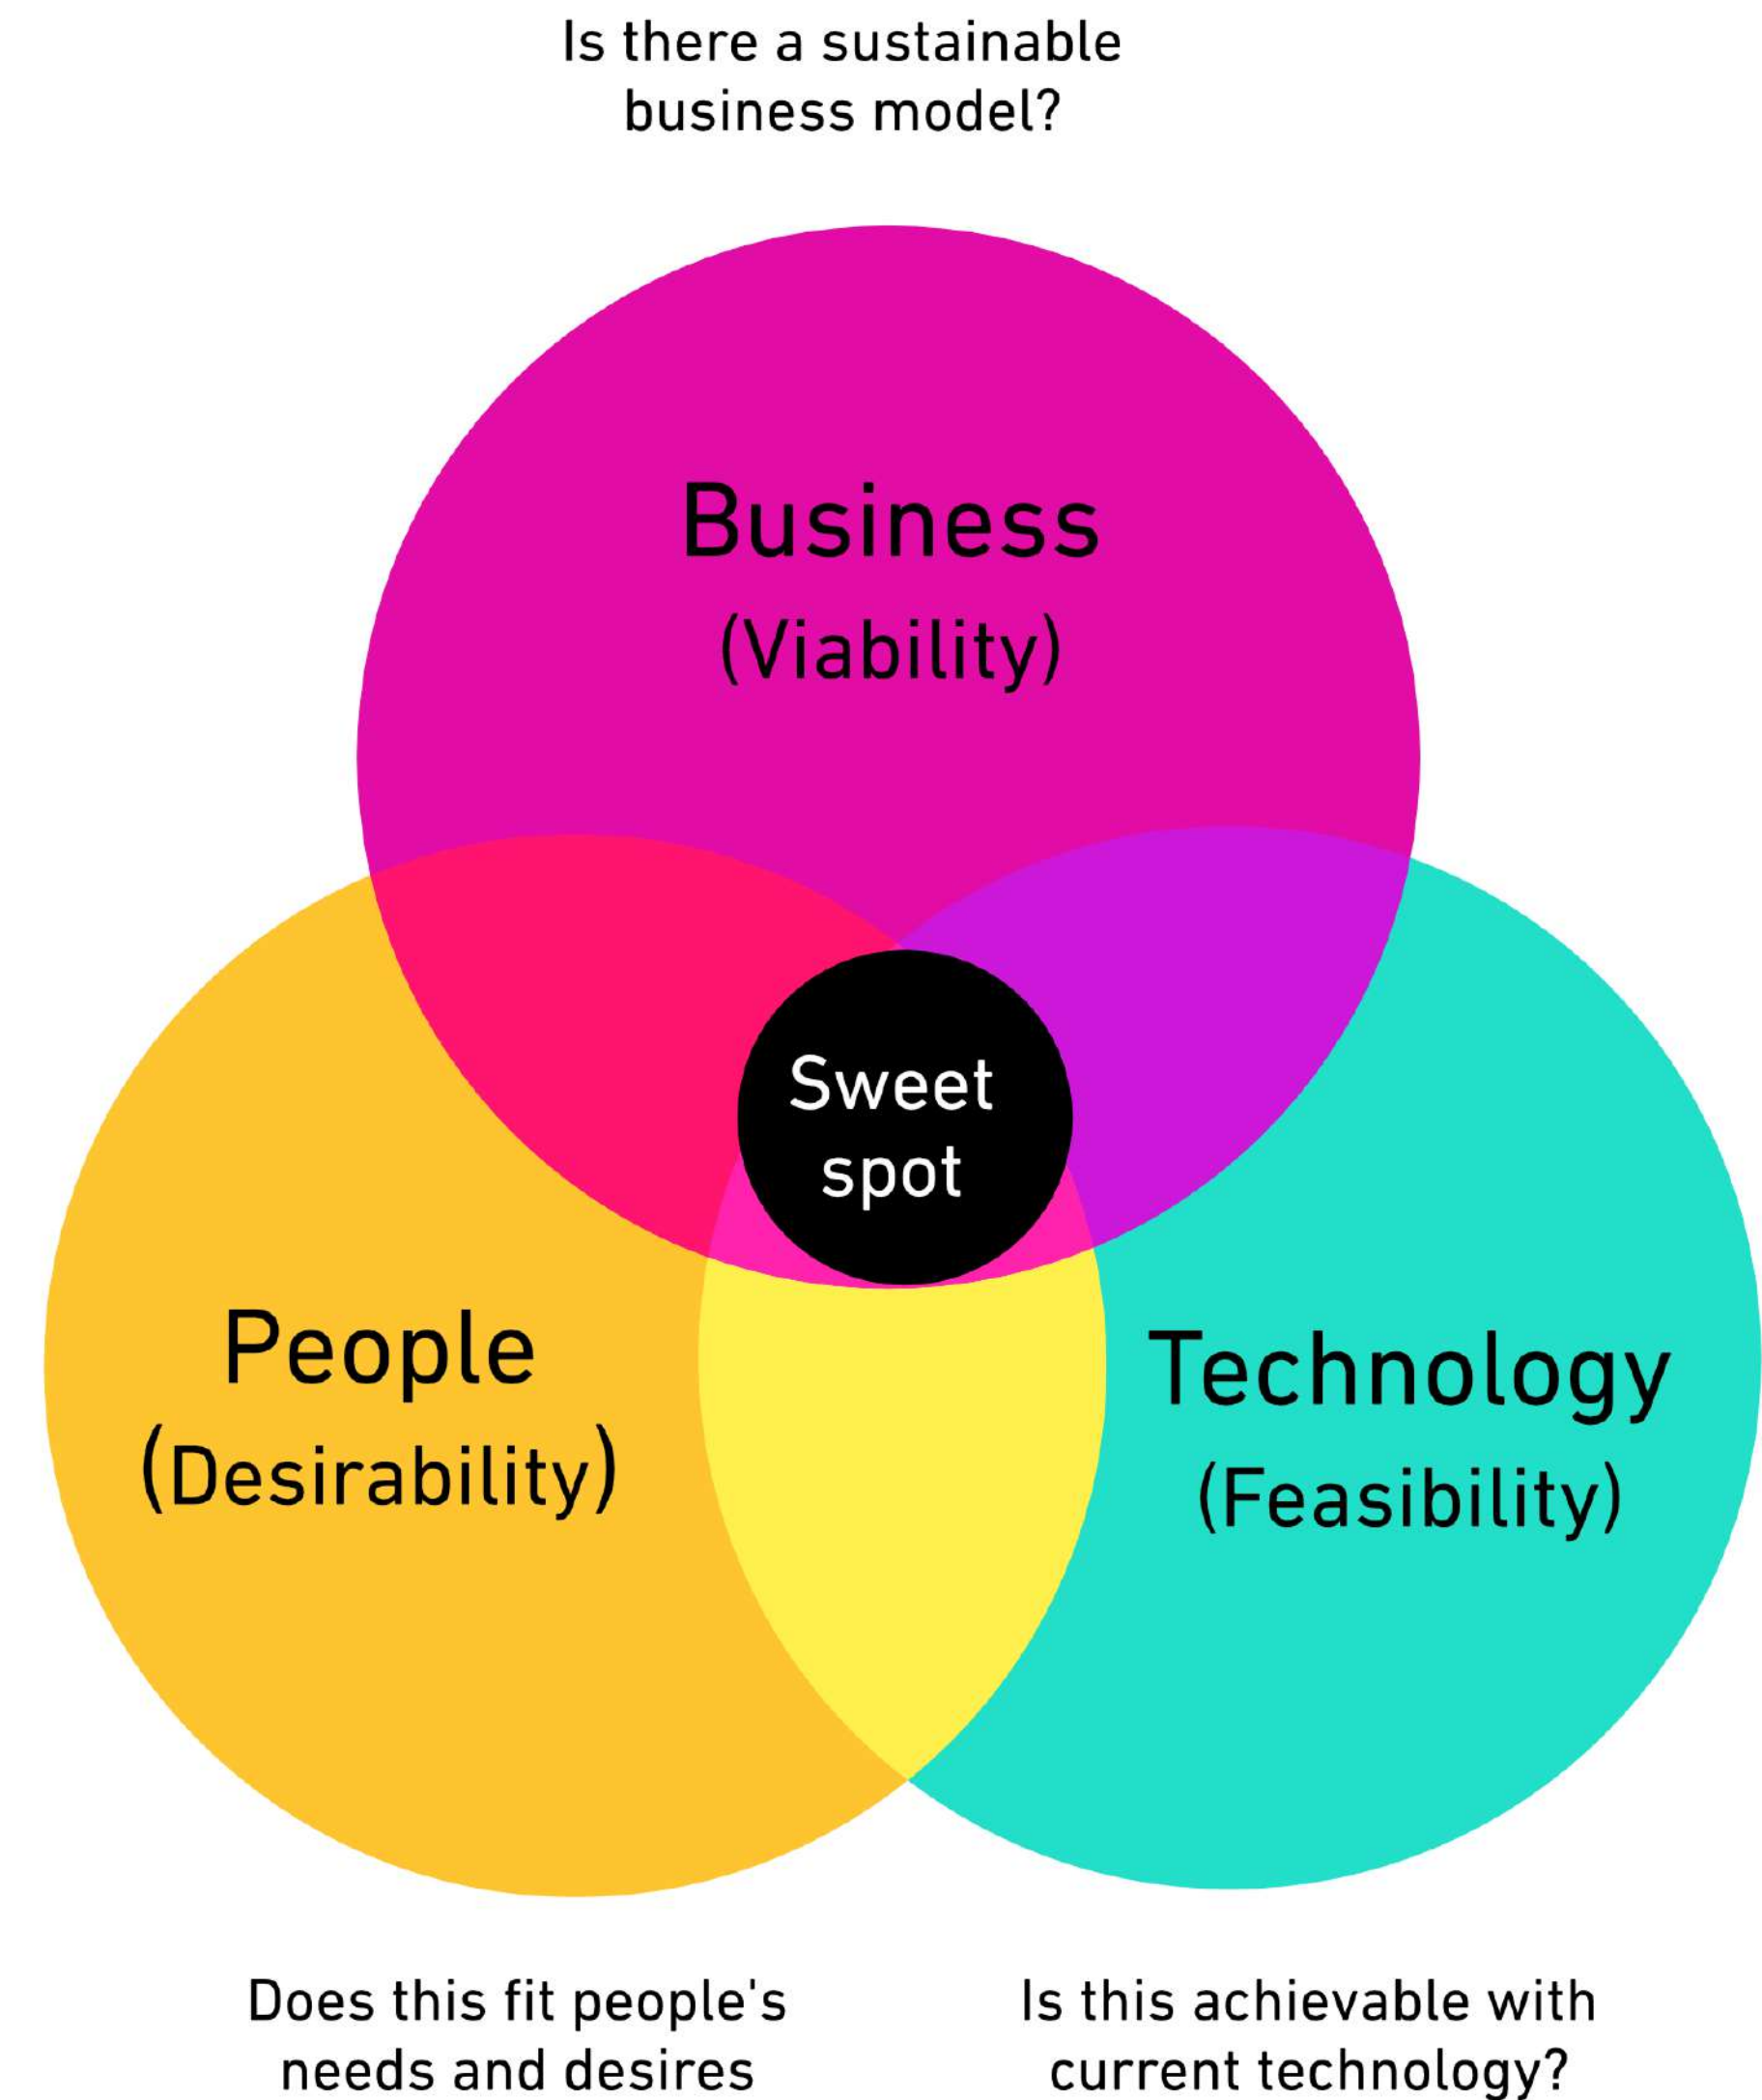 Is there a sustainable
business model?
Business
(Viability)
Sweet
spot
People
(Desirability)
Technology
(Feasibility)
Does this fit people's
needs and desires
Is this achievable with
current technology?